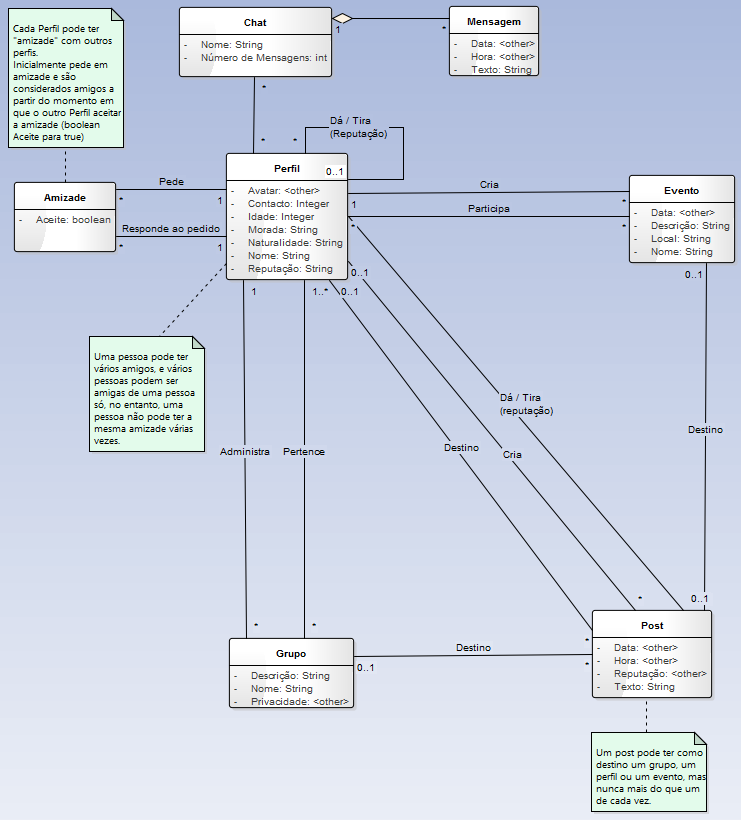 Cada Perfil pode ter
"amizade" com outros
perfis.
Inicialmente pede em
amizade e são
considerados amigos a
partir do momento em
que o outro Perfil aceitar
a amizade (boolean
Aceite para true)
Chat
- Nome: String
- Número de Mensagens: int
1
*
Mensagem
- Data: <other>
- Hora: <other>
- Texto: String
*
*
*
Dá / Tira
(Reputação)
0..1
Amizade
- Aceite: boolean
Pede
*
1
Responde ao pedido
*
1
Perfil
- Avatar: <other>
- Contacto: Integer
- Idade: Integer
- Morada: String
- Naturalidade: String
- Nome: String
- Reputação: String
Cria
1
*
Participa
*
*
Evento
- Data: <other>
- Descrição: String
- Local: String
- Nome: String
0..1
0..1
1
1..*
0..1
Uma pessoa pode ter
vários amigos, e vários
pessoas podem ser
amigas de uma pessoa
só, no entanto, uma
pessoa não pode ter a
mesma amizade várias
vezes.
Dá / Tira
(reputação)
Destino
Administra
Pertence
Destino
Cria
*
0..1
*
*
Grupo
- Descrição: String
- Nome: String
- Privacidade: <other>
Destino
0..1
*
*
Post
- Data: <other>
- Hora: <other>
- Reputação: <other>
- Texto: String
Um post pode ter como
destino um grupo, um
perfil ou um evento, mas
nunca mais do que um
de cada vez.